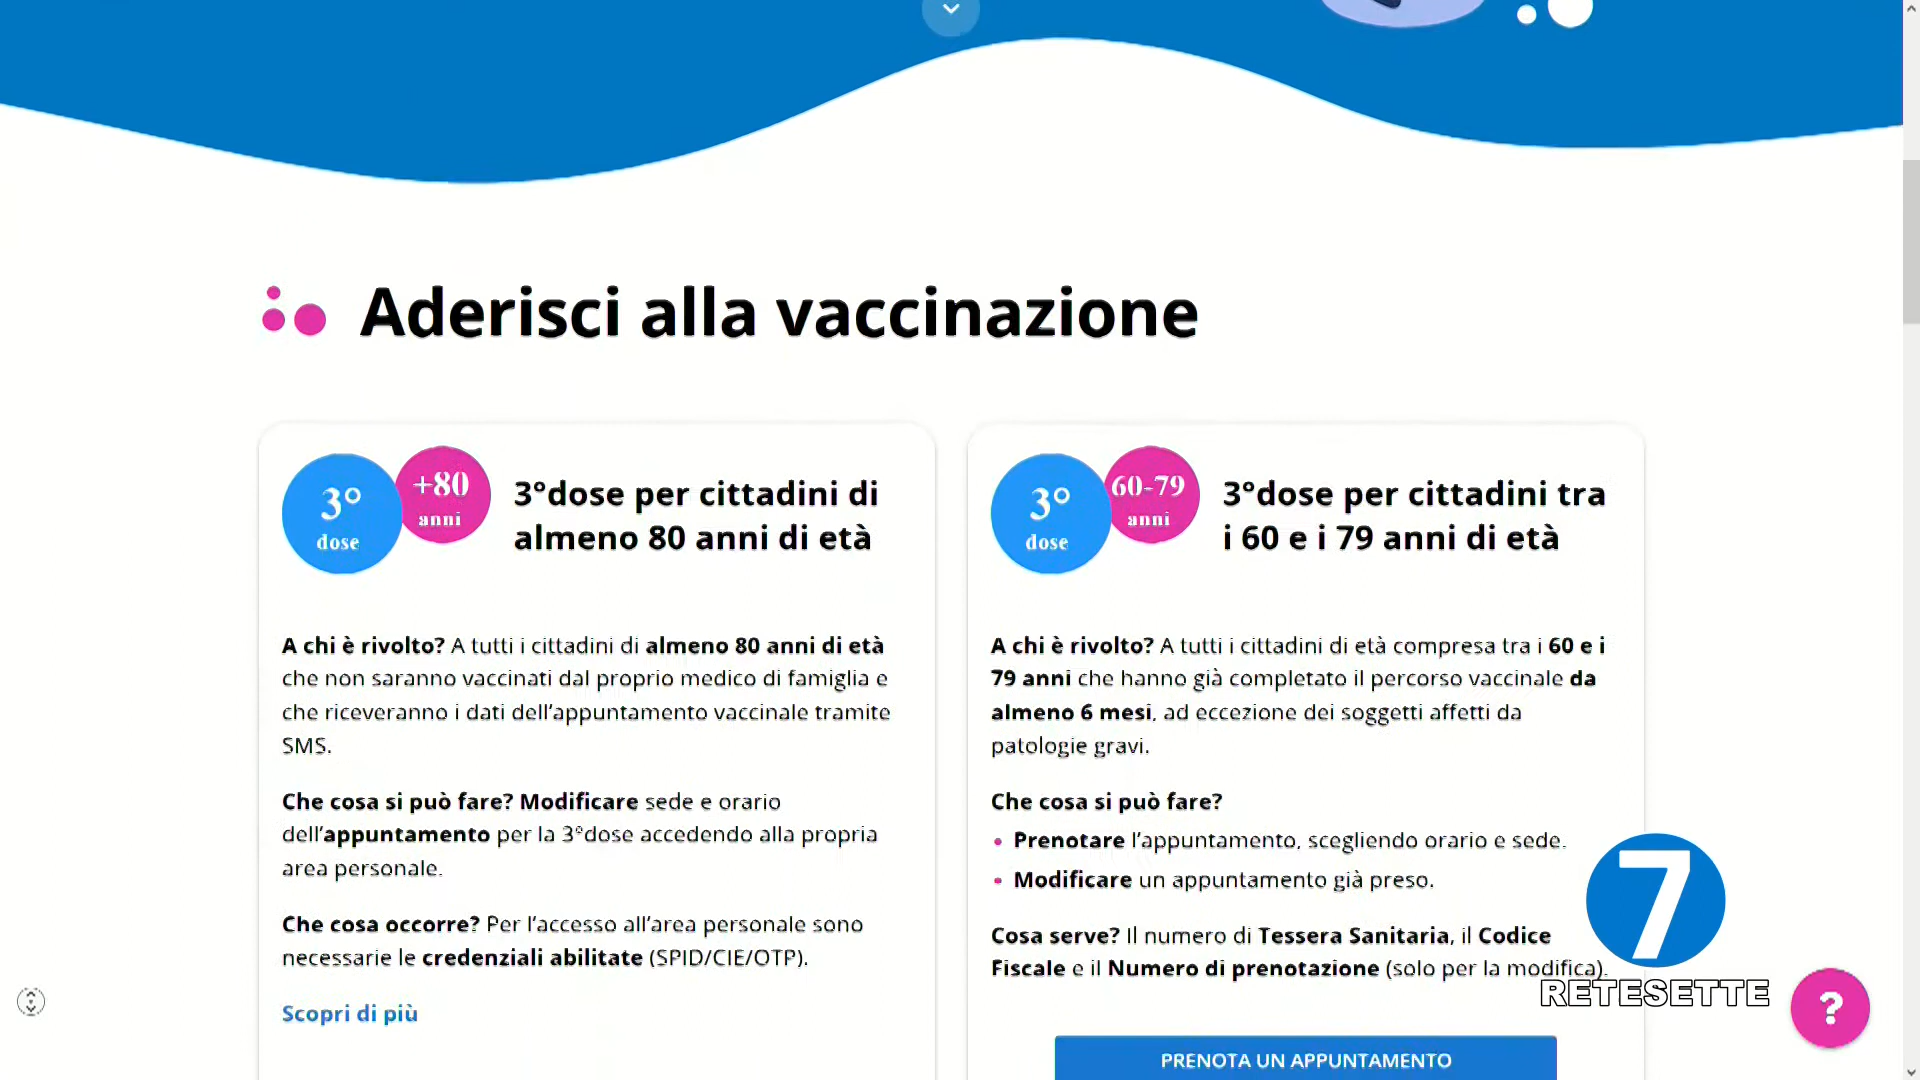 Aderisci alla vaccinazione
3°
dose
+80
anni
3°dose per cittadini di
almeno 80 anni di età
A chi è rivolto? A tutti i cittadini di almeno 80 anni di età
che non saranno vaccinati dal proprio medico di famiglia e
che riceveranno i dati dell'appuntamento vaccinale tramite
SMS.
Che cosa si può fare? Modificare sede e orario
dell'appuntamento per la 3°dose accedendo alla propria
area personale.
Che cosa occorre? Per l'accesso all'area personale sono
necessarie le credenziali abilitate (SPID/CIE/OTP).
Scopri di più
3°
dose
60-79
anni
3°dose per cittadini tra
i 60 e i 79 anni di età
A chi è rivolto? A tutti i cittadini di età compresa tra i 60 e i
79 anni che hanno già completato il percorso vaccinale da
almeno 6 mesi, ad eccezione dei soggetti affetti da
patologie gravi.
Che cosa si può fare?
• Prenotare l'appuntamento, scegliendo orario e sede.
• Modificare un appuntamento già preso.
Cosa serve? Il numero di Tessera Sanitaria, il Codice
Fiscale e il Numero di prenotazione (solo per la modifica).
PRENOTA UN APPUNTAMENTO
7
RETESETTE
?